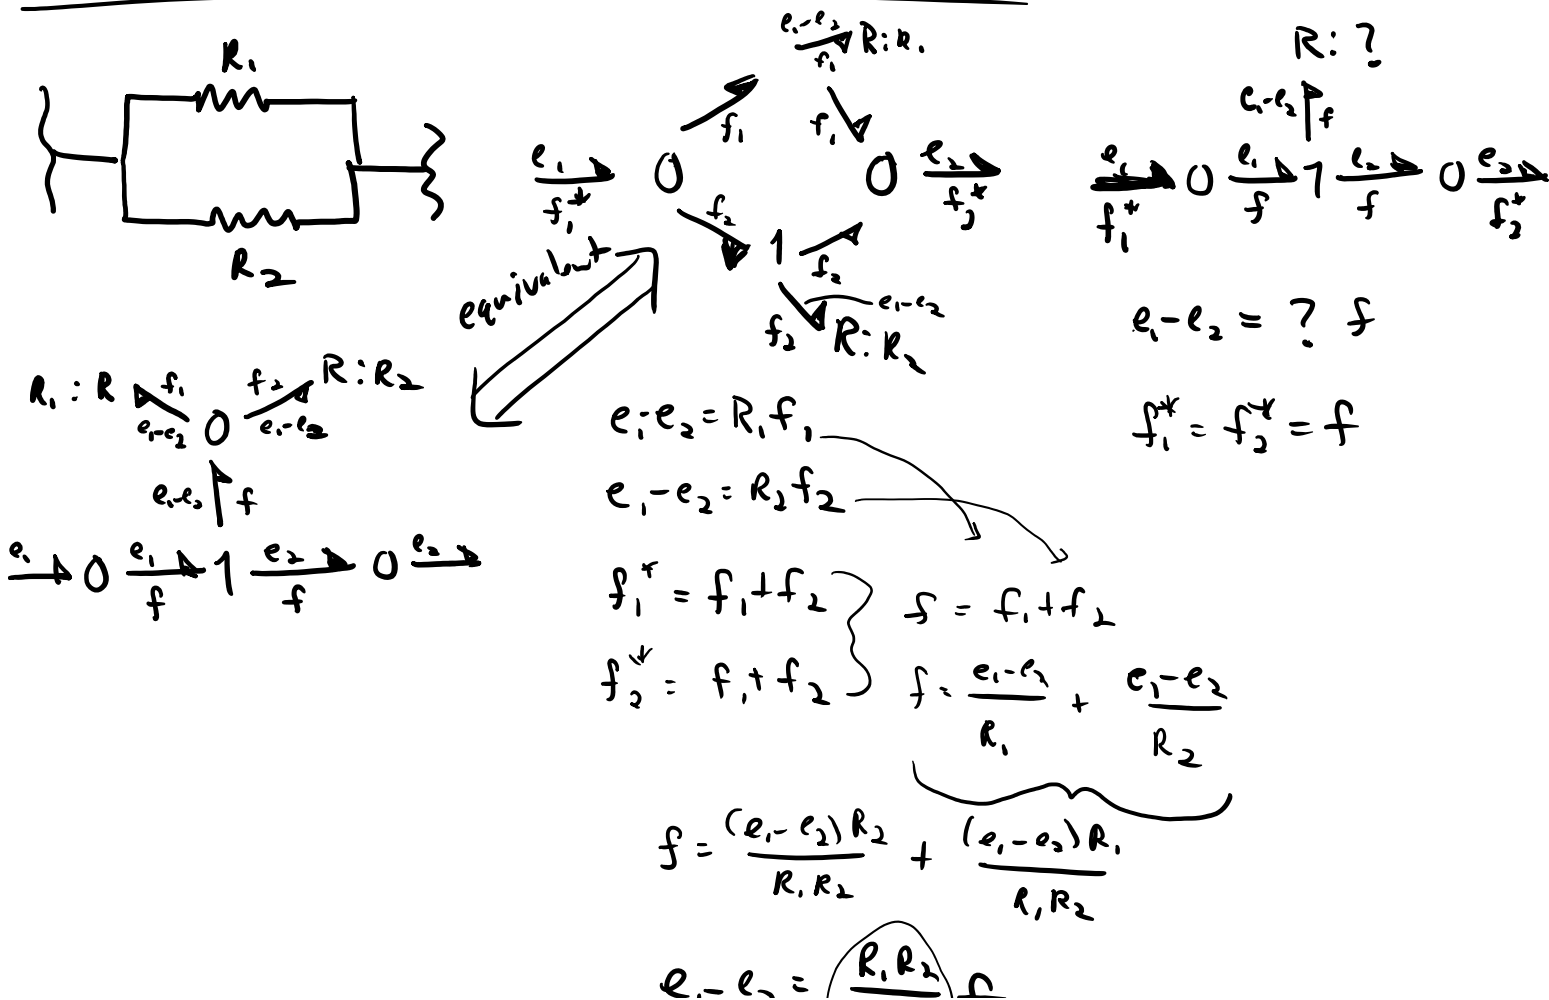 R₁
R₂
e₁-e₂
f₁
R:R₁
f₁
f₁
e₁
f₁*
0
0
e₂
f₂*
f₂
1
f₂
e₁-e₂
f₂
R:R₂
equivalent
R:?
e₁-e₂
f
e₁
f₁*
0
e₁
f
1
e₂
f
0
e₂
f₂*
e₁-e₂ = ? f
f₁* = f₂* = f
R₁:R
f₁
e₁-e₂
0
f₂
e₁-e₂
R:R₂
e₁-e₂
f
e₁
0
e₁
f
1
e₂
f
0
e₂
e₁-e₂ = R₁f₁
e₁-e₂ = R₂f₂
f₁* = f₁+f₂
f₂* = f₁+f₂
f = f₁+f₂
f = (e₁-e₂)/R₁ + (e₁-e₂)/R₂
f = (e₁-e₂)R₂/R₁R₂ + (e₁-e₂)R₁/R₁R₂
e₁-e₂ = R₁R₂ f